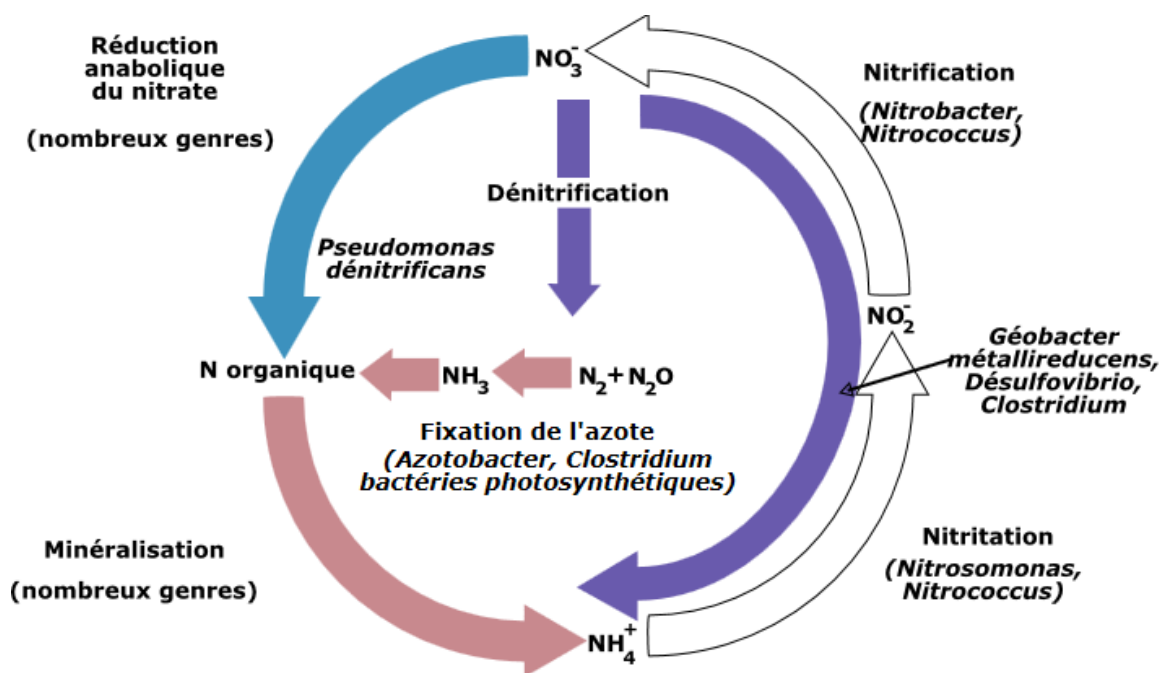 Réduction
anabolique
du nitrate
(nombreux genres)
NO3-
Nitrification
(Nitrobacter,
Nitrococcus)
Dénitrification
Pseudomonas
dénitrificans
NO2-
Géobacter
métallireducens,
Désulfovibrio,
Clostridium
N organique
NH3
N2+N2O
Fixation de l'azote
(Azotobacter, Clostridium
bactéries photosynthétiques)
Minéralisation
(nombreux genres)
Nitritation
(Nitrosomonas,
Nitrococcus)
NH4+